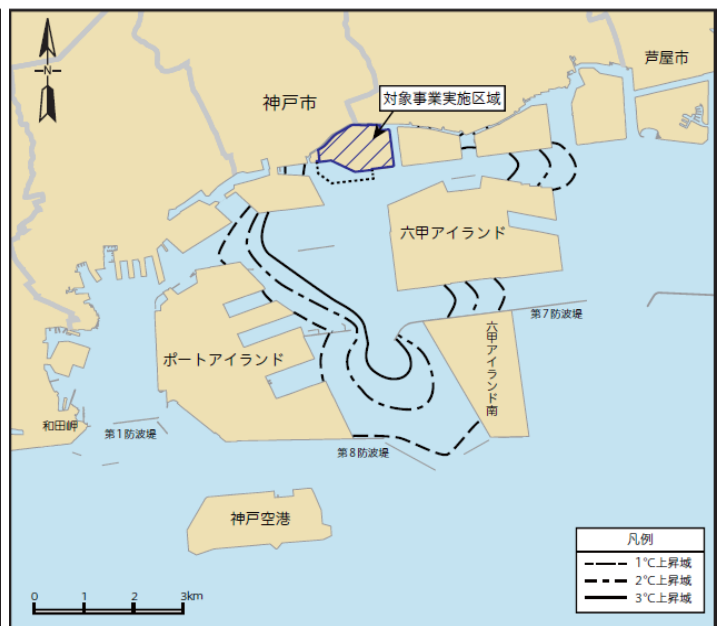 N
芦屋市
神戸市
対象事業実施区域
六甲アイランド
第7防波堤
六甲アイランド南
ポートアイランド
和田岬
第1防波堤
第8防波堤
神戸空港
凡例
1℃上昇域
2℃上昇域
3℃上昇域
0 1 2 3km